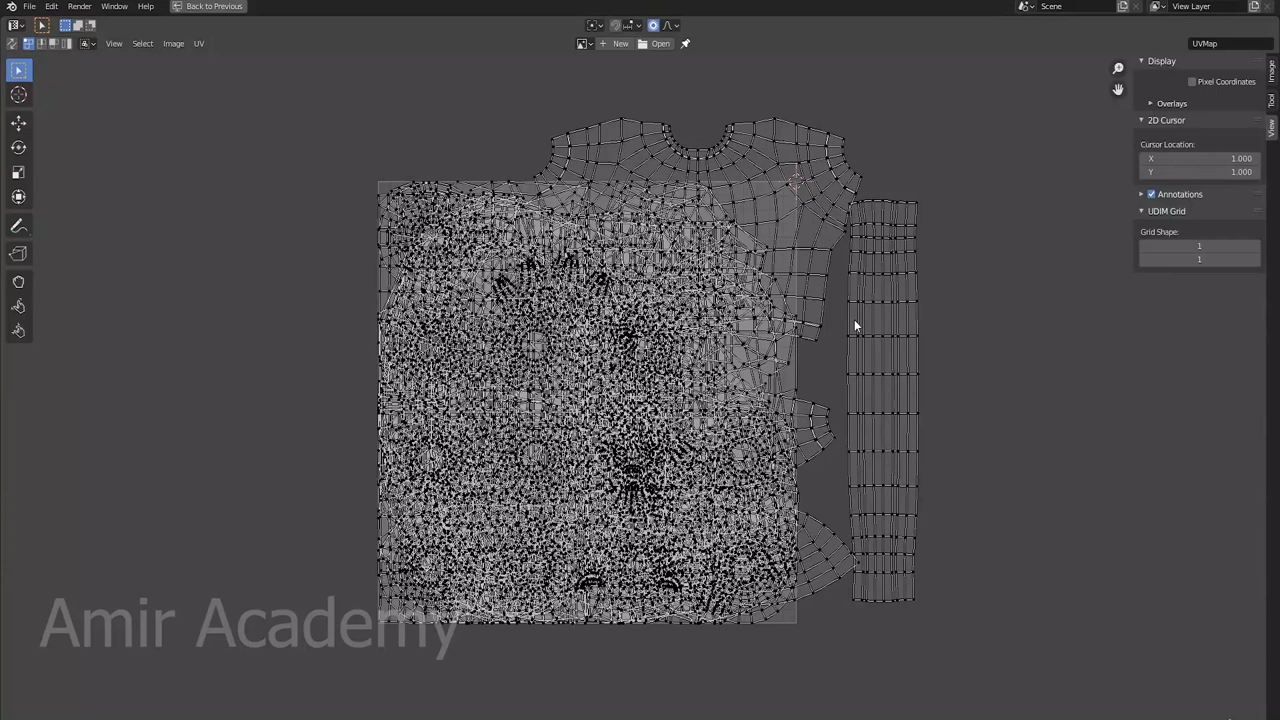 File Edit Render Window Help Back to Previous Scene View Layer
View Select Image UV New Open UVMap
Display
Pixel Coordinates
Overlays
2D Cursor
Cursor Location:
X 1.000
Y 1.000
Annotations
UDIM Grid
Grid Shape:
1
1
Image
Tool
View
Amir Academy